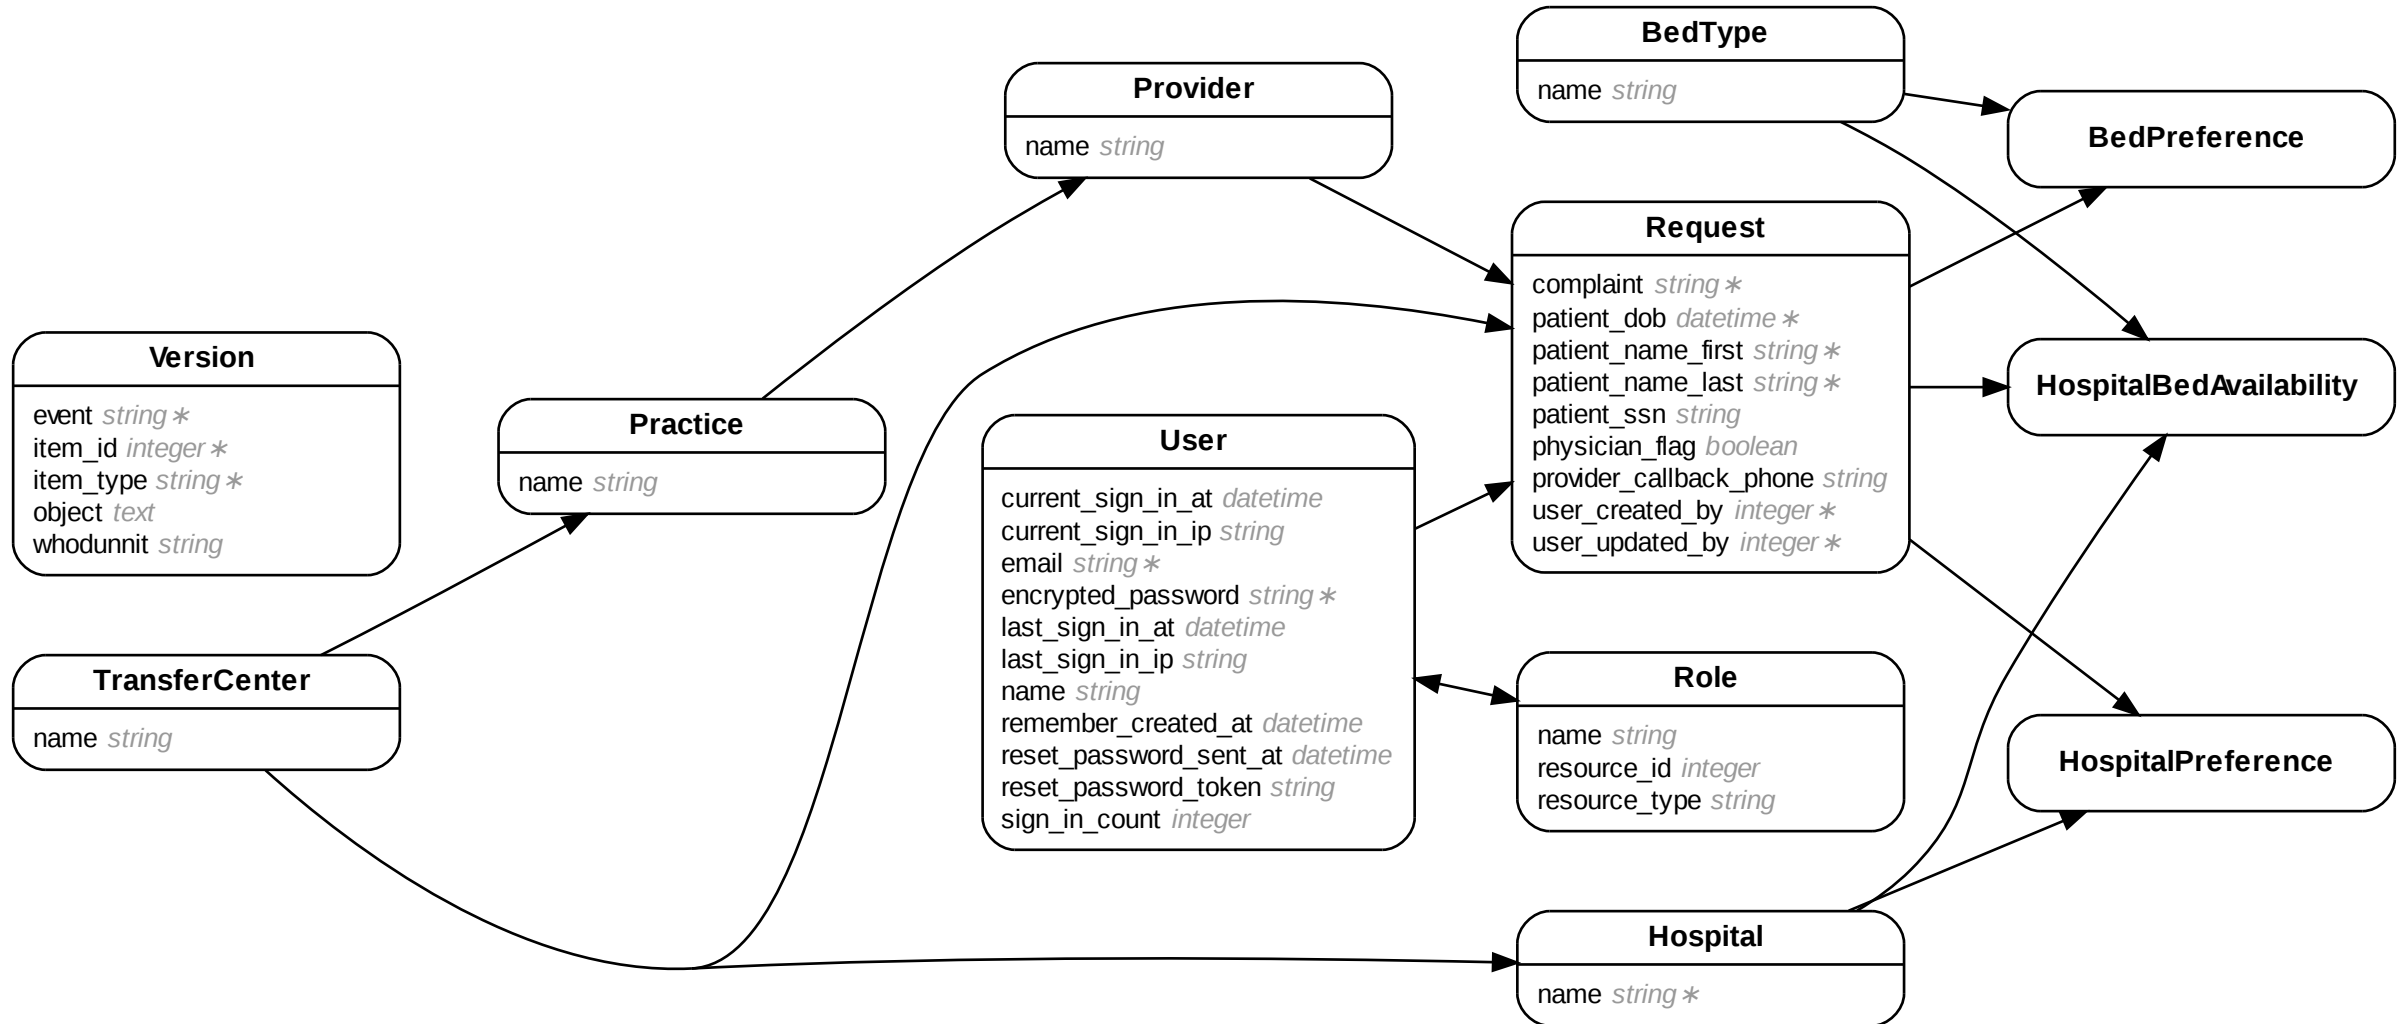 BedType
name string
Provider
name string
BedPreference
Request
complaint string∗
patient_dob datetime∗
patient_name_first string∗
patient_name_last string∗
patient_ssn string
physician_flag boolean
provider_callback_phone string
user_created_by integer∗
user_updated_by integer∗
Version
event string∗
item_id integer∗
item_type string∗
object text
whodunnit string
HospitalBedAvailability
Practice
name string
User
current_sign_in_at datetime
current_sign_in_ip string
email string∗
encrypted_password string∗
last_sign_in_at datetime
last_sign_in_ip string
name string
remember_created_at datetime
reset_password_sent_at datetime
reset_password_token string
sign_in_count integer
TransferCenter
name string
Role
name string
resource_id integer
resource_type string
HospitalPreference
Hospital
name string∗